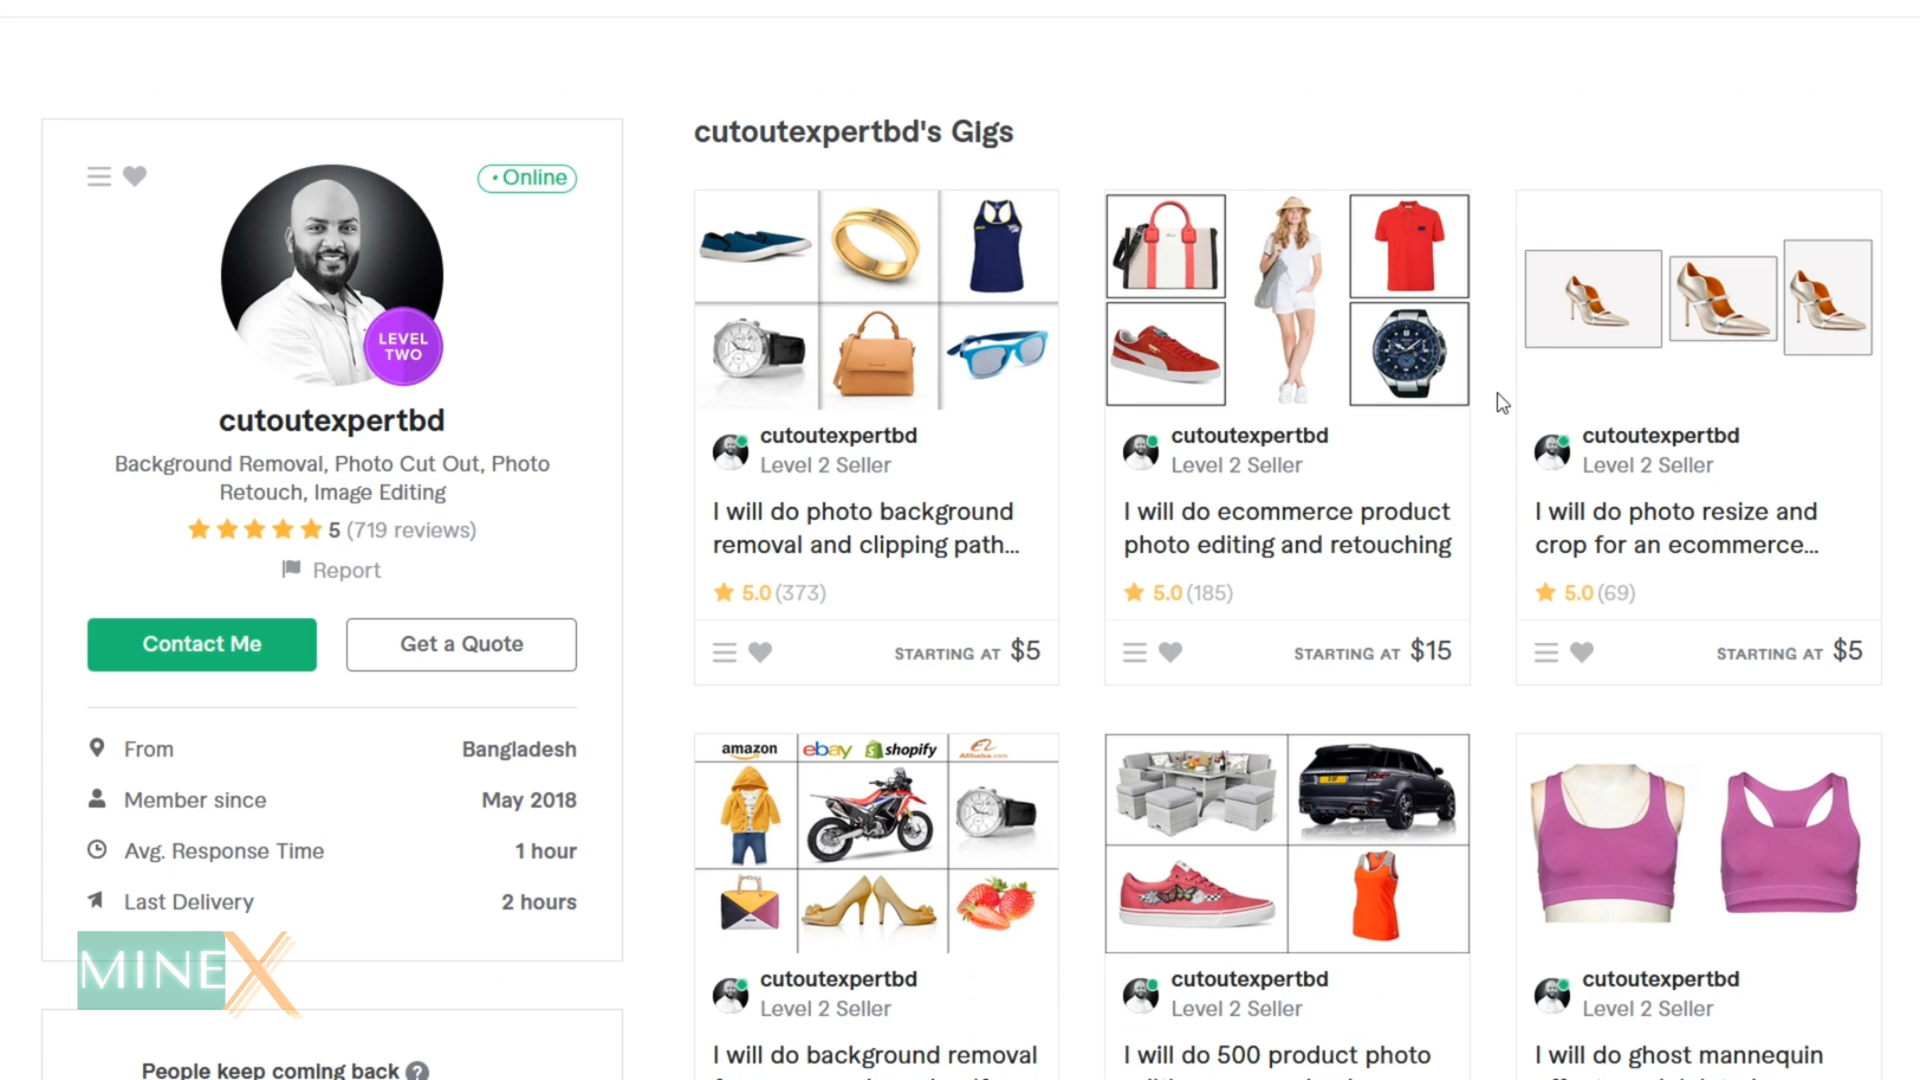 • Online
LEVEL
TWO
cutoutexpertbd
Background Removal, Photo Cut Out, Photo
Retouch, Image Editing
5 (719 reviews)
Report
Contact Me
Get a Quote
From Bangladesh
Member since May 2018
Avg. Response Time 1 hour
Last Delivery 2 hours
MINEX
People keep coming back ?
cutoutexpertbd's Gigs
cutoutexpertbd
Level 2 Seller
I will do photo background
removal and clipping path...
5.0 (373)
STARTING AT $5
cutoutexpertbd
Level 2 Seller
I will do ecommerce product
photo editing and retouching
5.0 (185)
STARTING AT $15
cutoutexpertbd
Level 2 Seller
I will do photo resize and
crop for an ecommerce...
5.0 (69)
STARTING AT $5
amazon ebay shopify Alibaba.com
cutoutexpertbd
Level 2 Seller
I will do background removal
cutoutexpertbd
Level 2 Seller
I will do 500 product photo
cutoutexpertbd
Level 2 Seller
I will do ghost mannequin